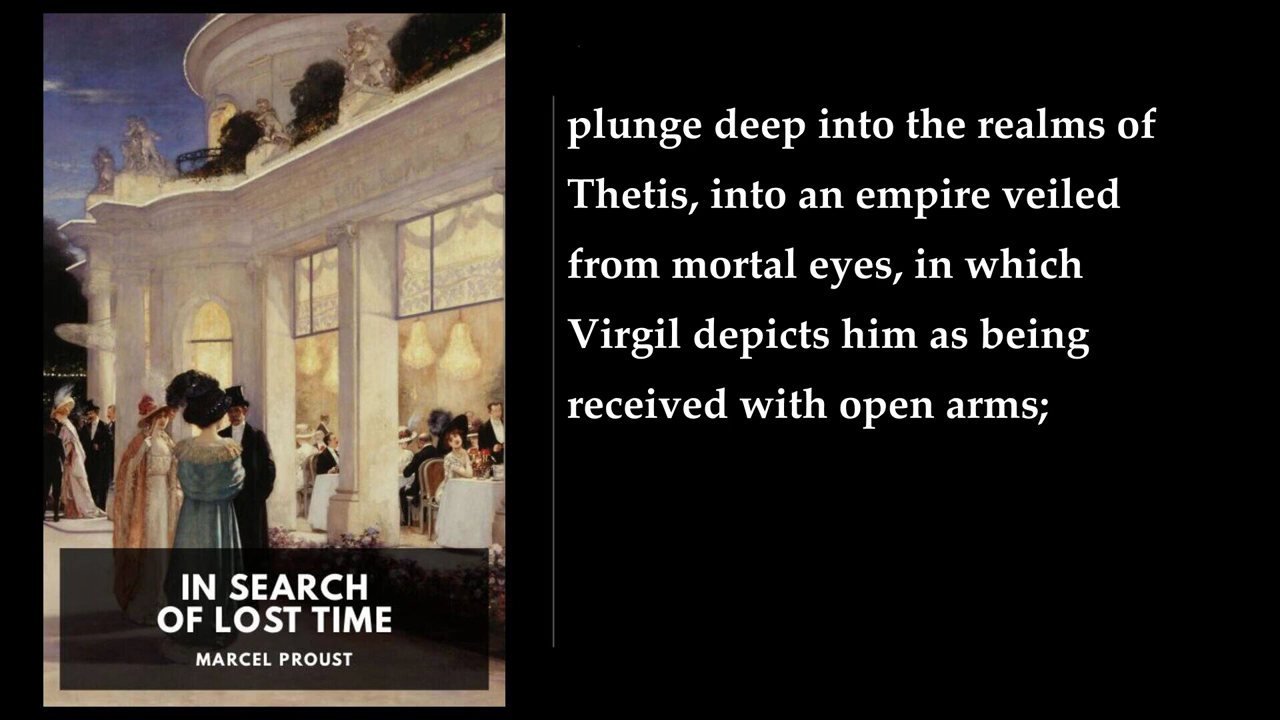 plunge deep into the realms of
Thetis, into an empire veiled
from mortal eyes, in which
Virgil depicts him as being
received with open arms;
IN SEARCH
OF LOST TIME
MARCEL PROUST